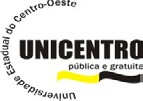 Universidade Estadual do Centro-Oeste
UNICENTRO
pública e gratuita